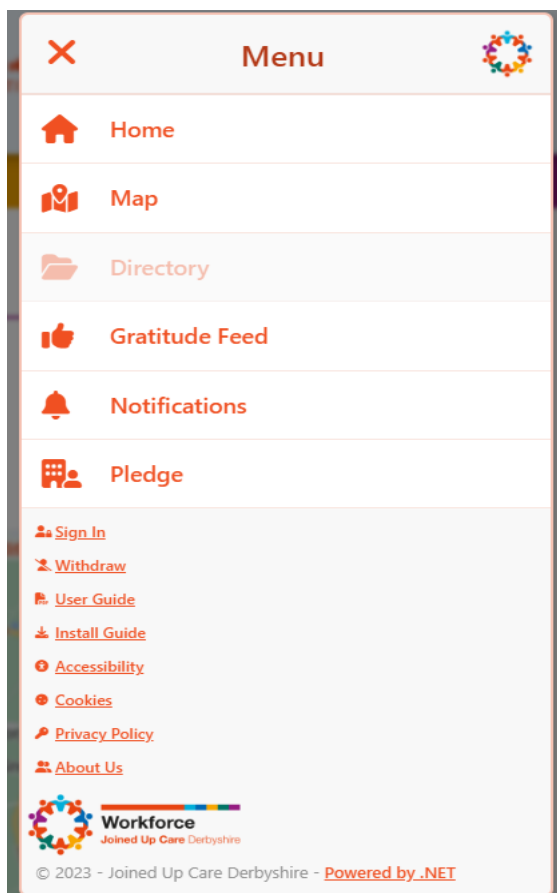 Menu
Home
Map
Directory
Gratitude Feed
Notifications
Pledge
Sign In
Withdraw
User Guide
Install Guide
Accessibility
Cookies
Privacy Policy
About Us
Workforce
Joined Up Care Derbyshire
© 2023 - Joined Up Care Derbyshire - Powered by .NET